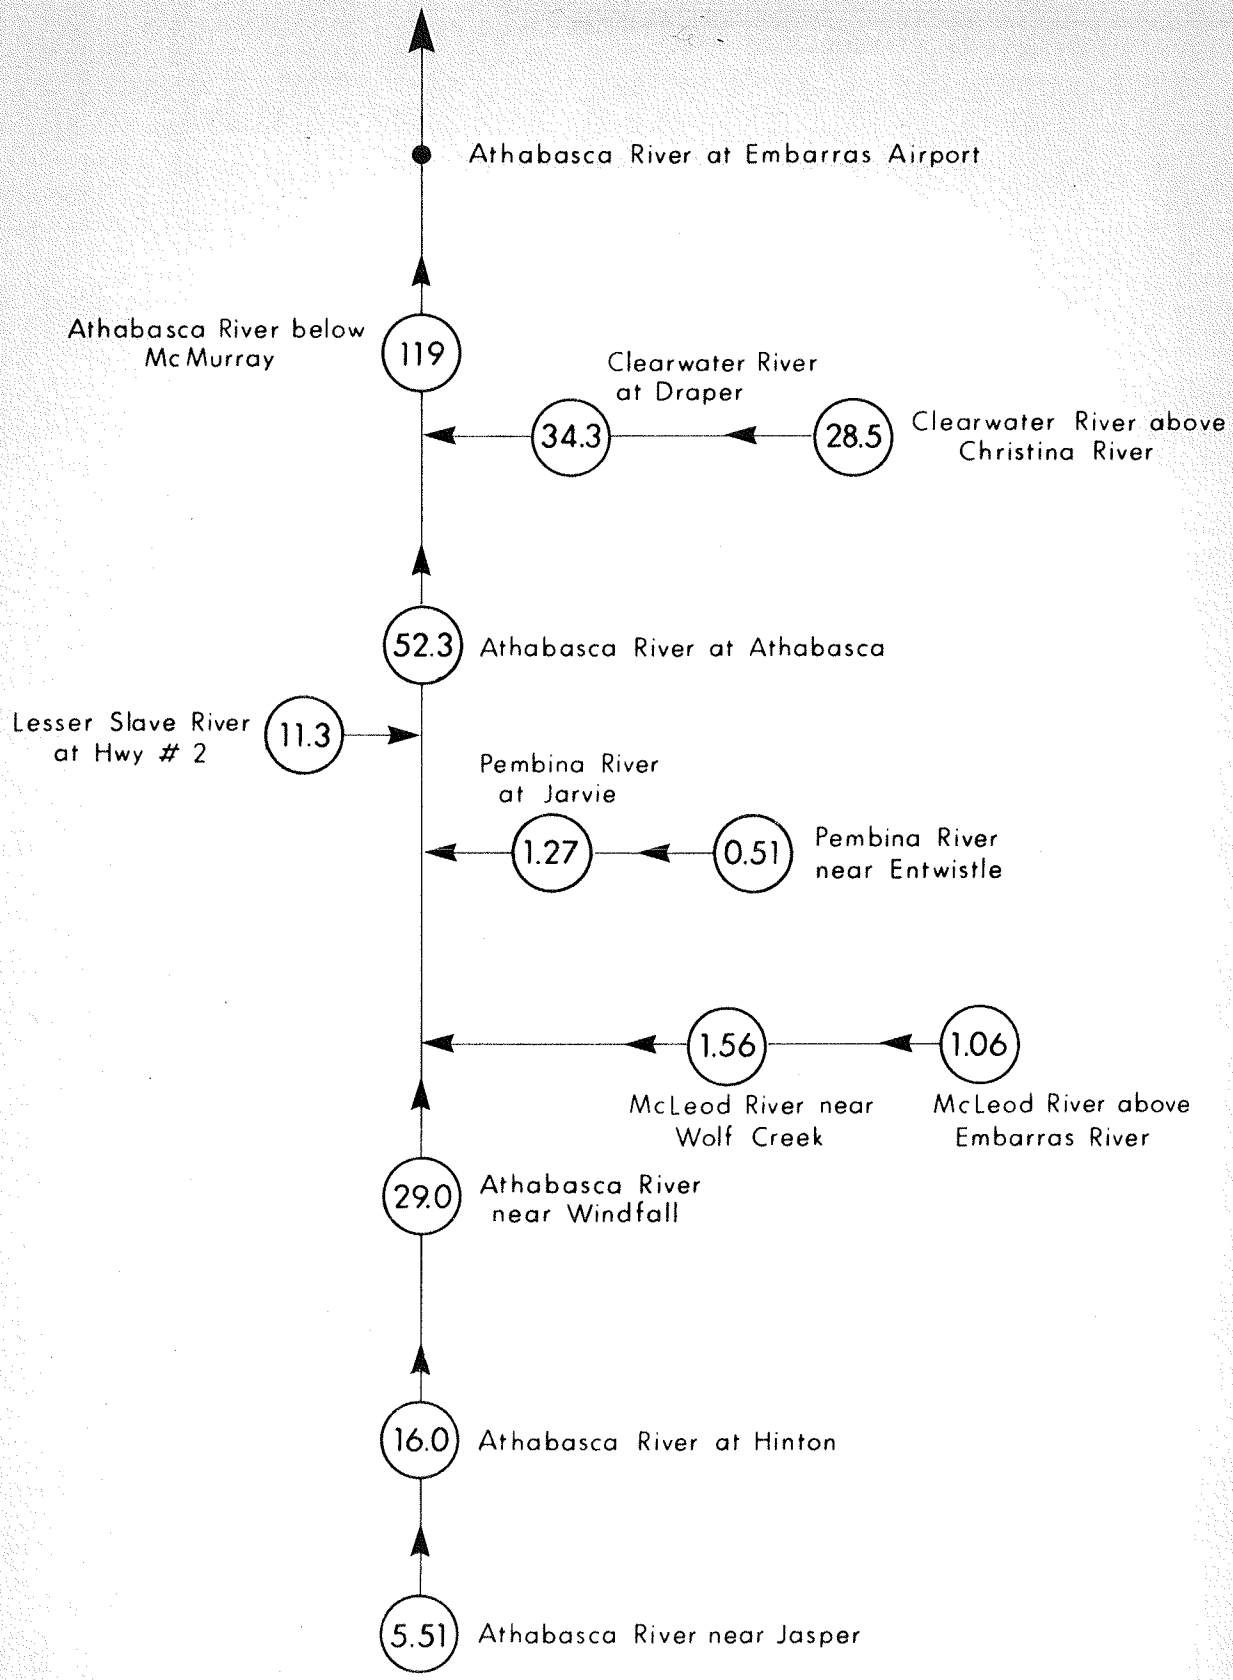 Athabasca River at Embarras Airport
Athabasca River below
McMurray
119
Clearwater River
at Draper
34.3
28.5
Clearwater River above
Christina River
52.3
Athabasca River at Athabasca
Lesser Slave River
at Hwy # 2
11.3
Pembina River
at Jarvie
1.27
0.51
Pembina River
near Entwistle
1.56
1.06
McLeod River near
Wolf Creek
McLeod River above
Embarras River
29.0
Athabasca River
near Windfall
16.0
Athabasca River at Hinton
5.51
Athabasca River near Jasper